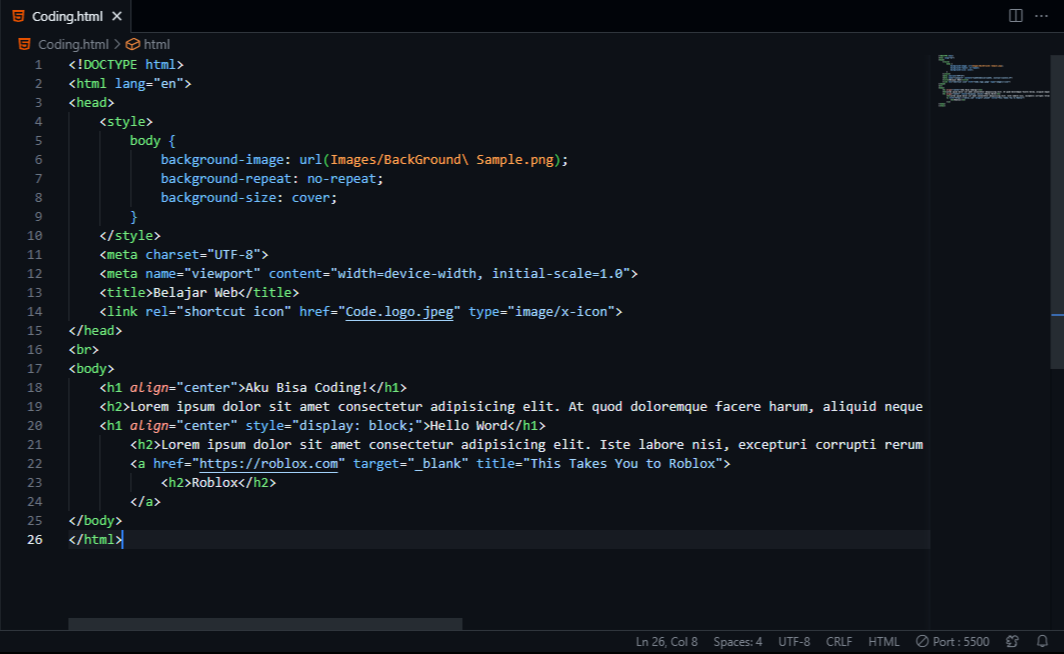 Coding.html
Coding.html > html
1 <!DOCTYPE html>
2 <html lang="en">
3 <head>
4 <style>
5 body {
6 background-image: url(Images/BackGround\ Sample.png);
7 background-repeat: no-repeat;
8 background-size: cover;
9 }
10 </style>
11 <meta charset="UTF-8">
12 <meta name="viewport" content="width=device-width, initial-scale=1.0">
13 <title>Belajar Web</title>
14 <link rel="shortcut icon" href="Code.logo.jpeg" type="image/x-icon">
15 </head>
16 <br>
17 <body>
18 <h1 align="center">Aku Bisa Coding!</h1>
19 <h2>Lorem ipsum dolor sit amet consectetur adipisicing elit. At quod doloremque facere harum, aliquid neque
20 <h1 align="center" style="display: block;">Hello Word</h1>
21 <h2>Lorem ipsum dolor sit amet consectetur adipisicing elit. Iste labore nisi, excepturi corrupti rerum
22 <a href="https://roblox.com" target="_blank" title="This Takes You to Roblox">
23 <h2>Roblox</h2>
24 </a>
25 </body>
26 </html>
Ln 26, Col 8 Spaces: 4 UTF-8 CRLF HTML Port : 5500